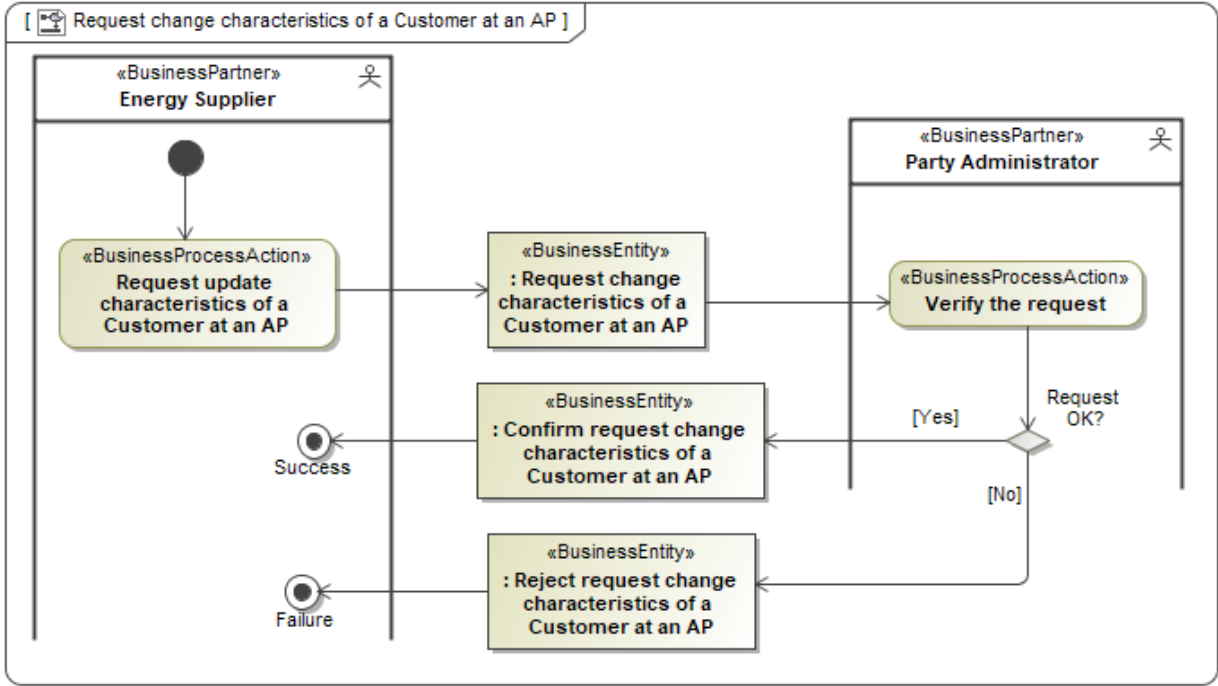 [ Request change characteristics of a Customer at an AP ]
«BusinessPartner»
Energy Supplier
«BusinessPartner»
Party Administrator
«BusinessProcessAction»
Request update
characteristics of a
Customer at an AP
«BusinessEntity»
: Request change
characteristics of a
Customer at an AP
«BusinessProcessAction»
Verify the request
Request
OK?
[Yes]
«BusinessEntity»
: Confirm request change
characteristics of a
Customer at an AP
Success
[No]
«BusinessEntity»
: Reject request change
characteristics of a
Customer at an AP
Failure